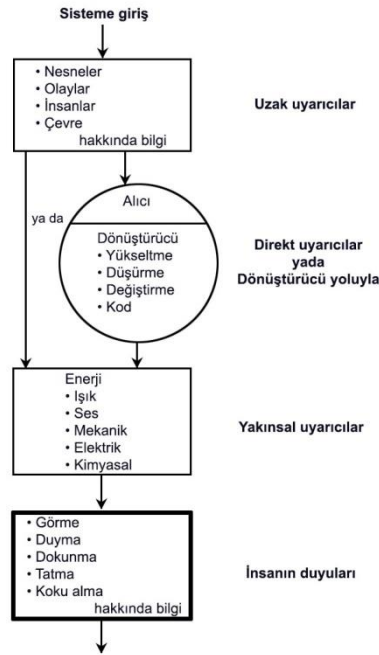 Sisteme giriş
• Nesneler
• Olaylar
• İnsanlar
• Çevre
hakkında bilgi
Uzak uyarıcılar
ya da
Alıcı
Dönüştürücü
• Yükseltme
• Düşürme
• Değiştirme
• Kod
Direkt uyarıcılar
yada
Dönüştürücü yoluyla
Enerji
• Işık
• Ses
• Mekanik
• Elektrik
• Kimyasal
Yakınsal uyarıcılar
• Görme
• Duyma
• Dokunma
• Tatma
• Koku alma
hakkında bilgi
İnsanın duyuları